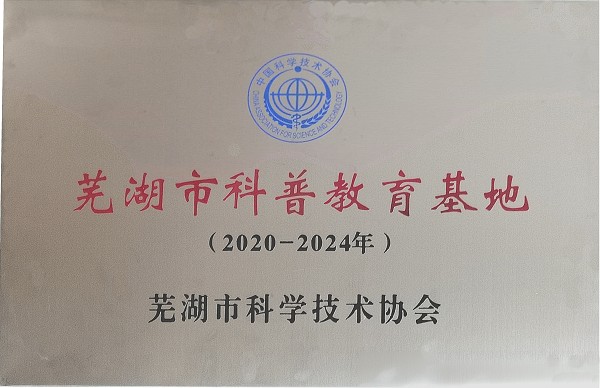 中国科学技术协会
CHINA ASSOCIATION FOR SCIENCE AND TECHNOLOGY
芜湖市科普教育基地
（2020-2024年）
芜湖市科学技术协会